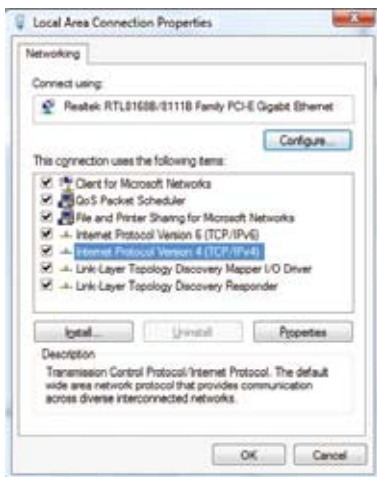 Local Area Connection Properties
Networking
Connect using:
Realtek RTL8168B/8111B Family PCI-E Gigabit Ethernet
Configure...
This connection uses the following items:
Client for Microsoft Networks
QoS Packet Scheduler
File and Printer Sharing for Microsoft Networks
Internet Protocol Version 6 (TCP/IPv6)
Internet Protocol Version 4 (TCP/IPv4)
Link-Layer Topology Discovery Mapper I/O Driver
Link-Layer Topology Discovery Responder
Install... Uninstall Properties
Description
Transmission Control Protocol/Internet Protocol. The default
wide area network protocol that provides communication
across diverse interconnected networks.
OK Cancel